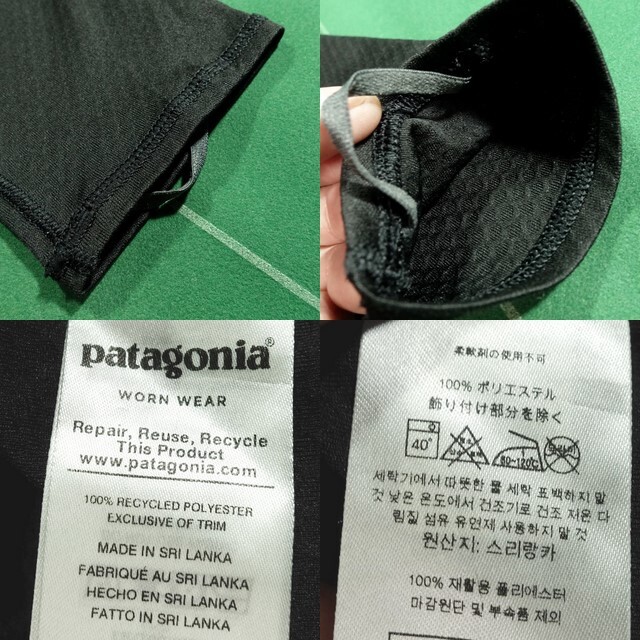 patagonia®
WORN WEAR
Repair, Reuse, Recycle
This Product
www.patagonia.com
100% RECYCLED POLYESTER
EXCLUSIVE OF TRIM
MADE IN SRI LANKA
FABRIQUÉ AU SRI LANKA
HECHO EN SRI LANKA
FATTO IN SRI LANKA
柔軟剤の使用不可
100% ポリエステル
飾り付け部分を除く
40°
60~120℃
세탁기에서 따뜻한 물 세탁 표백하지 말
것 낮은 온도에서 건조기로 건조 저온 다
림질 섬유 유연제 사용하지 말 것
원산지: 스리랑카
100% 재활용 폴리에스터
마감원단 및 부속품 제외